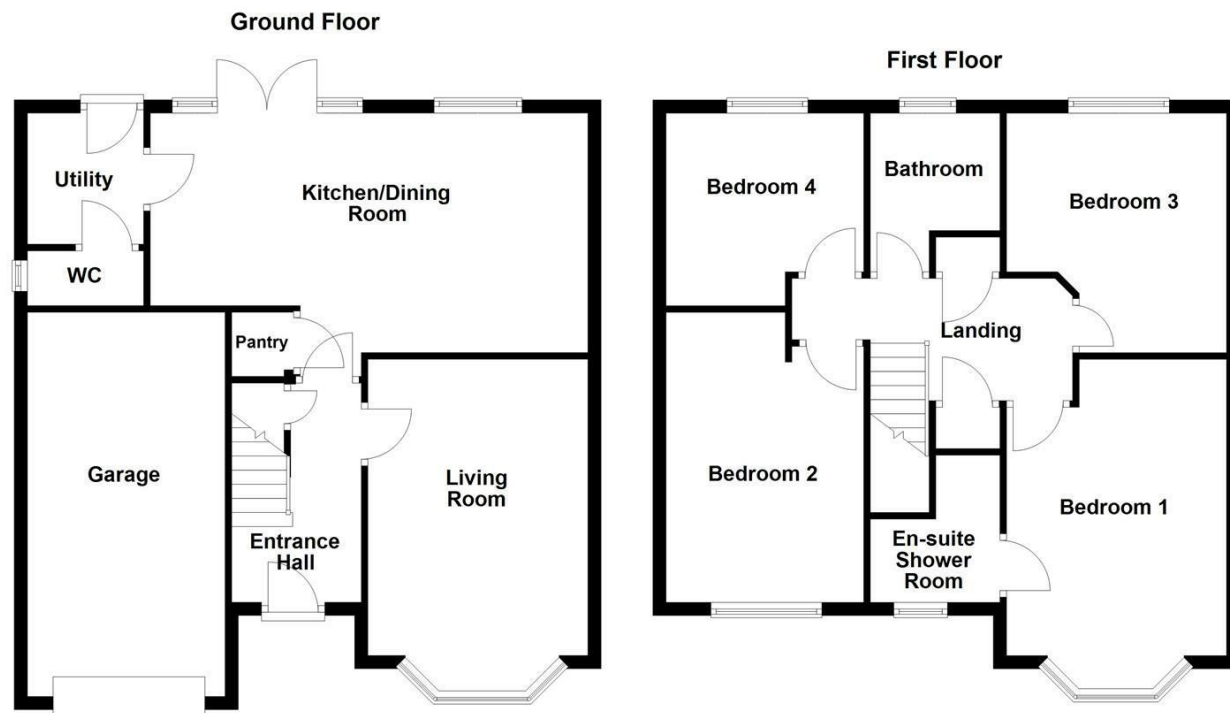 Ground Floor
Utility
Kitchen/Dining
Room
WC
Pantry
Garage
Living
Room
Entrance
Hall
First Floor
Bedroom 4
Bathroom
Bedroom 3
Landing
Bedroom 2
Bedroom 1
En-suite
Shower
Room